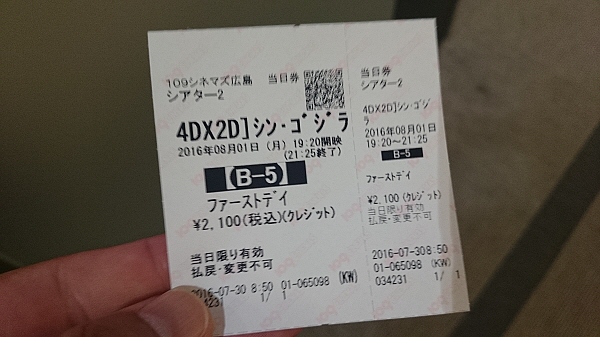 109シネマズ広島 当日券
シアター2
4DX2D]シン・ゴジラ
2016年08月01日 (月) 19:20開映
(21:25終了)
【B-5】
ファーストデイ
¥2,100(税込)(クレジット)
当日限り有効
払戻・変更不可
2016-07-30 8:50 01-065098 (KW)
034231 1/ 1
当日券
シアター2
4DX2D]シン・ゴジ
ラ
2016年08月01日
19:20~21:25
B-5
ファーストデイ
¥2,100(クレジット)
当日限り有効
払戻・変更不可
2016-07-30 8:50
01-065098 (KW)
034231 1/ 1